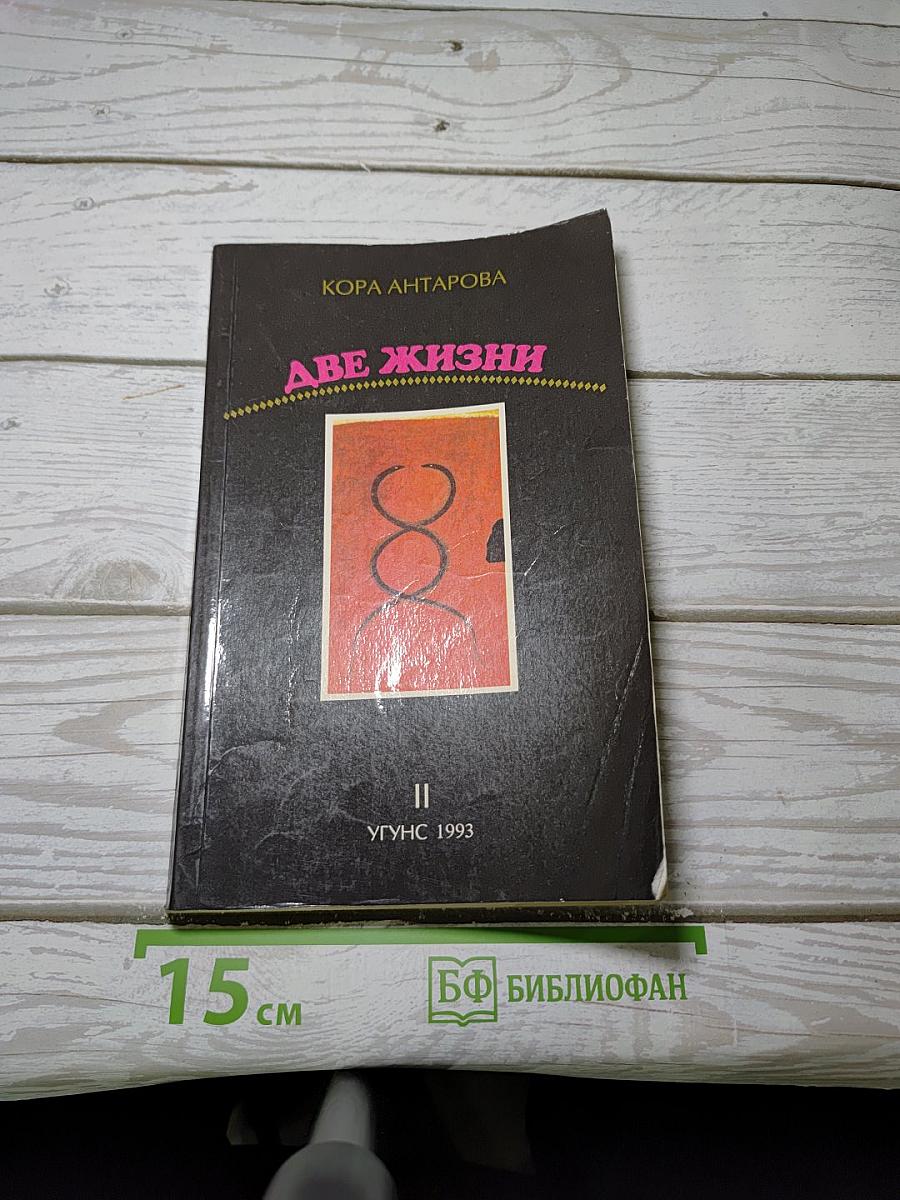 КОРА АНТАРОВА
ДВЕ ЖИЗНИ
II
УГУНС 1993
15 см
БФ БИБЛИОФАН